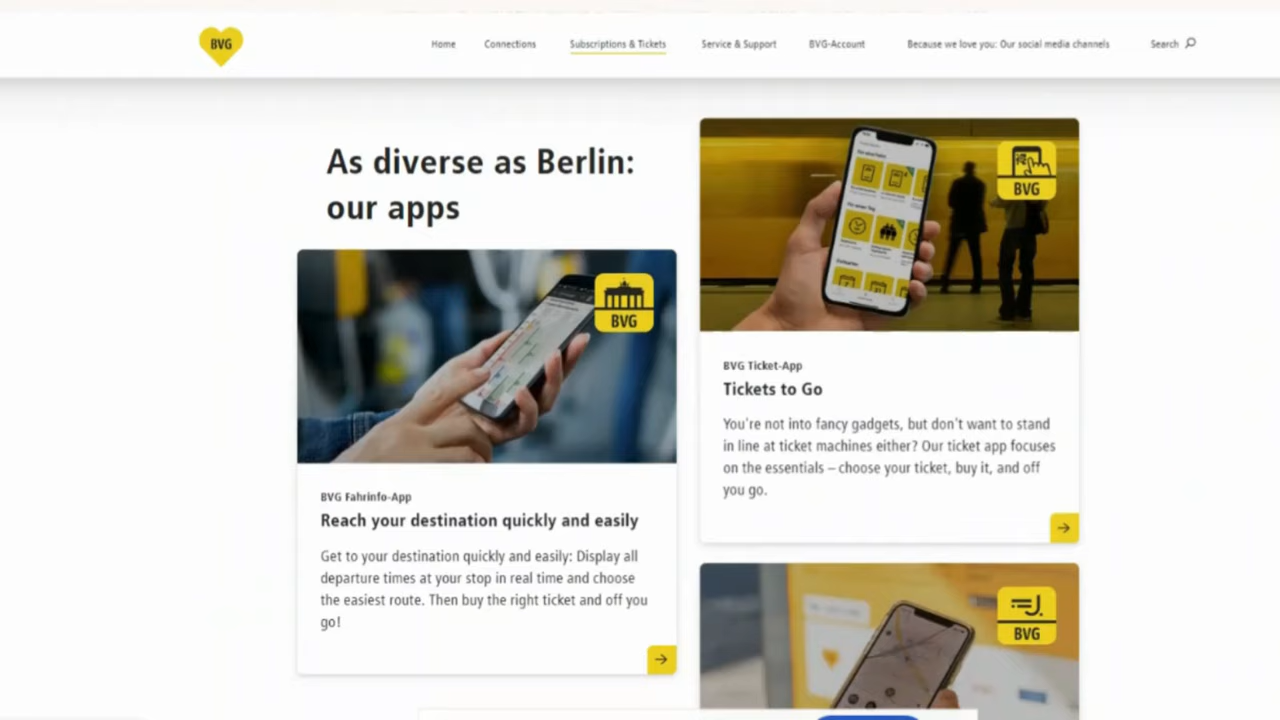 BVG
Home
Connections
Subscriptions & Tickets
Service & Support
BVG-Account
Because we love you: Our social media channels
Search
As diverse as Berlin:
our apps
BVG
BVG Fahrinfo-App
Reach your destination quickly and easily
Get to your destination quickly and easily: Display all
departure times at your stop in real time and choose
the easiest route. Then buy the right ticket and off you
go!
BVG
BVG Ticket-App
Tickets to Go
You're not into fancy gadgets, but don't want to stand
in line at ticket machines either? Our ticket app focuses
on the essentials – choose your ticket, buy it, and off
you go.
BVG